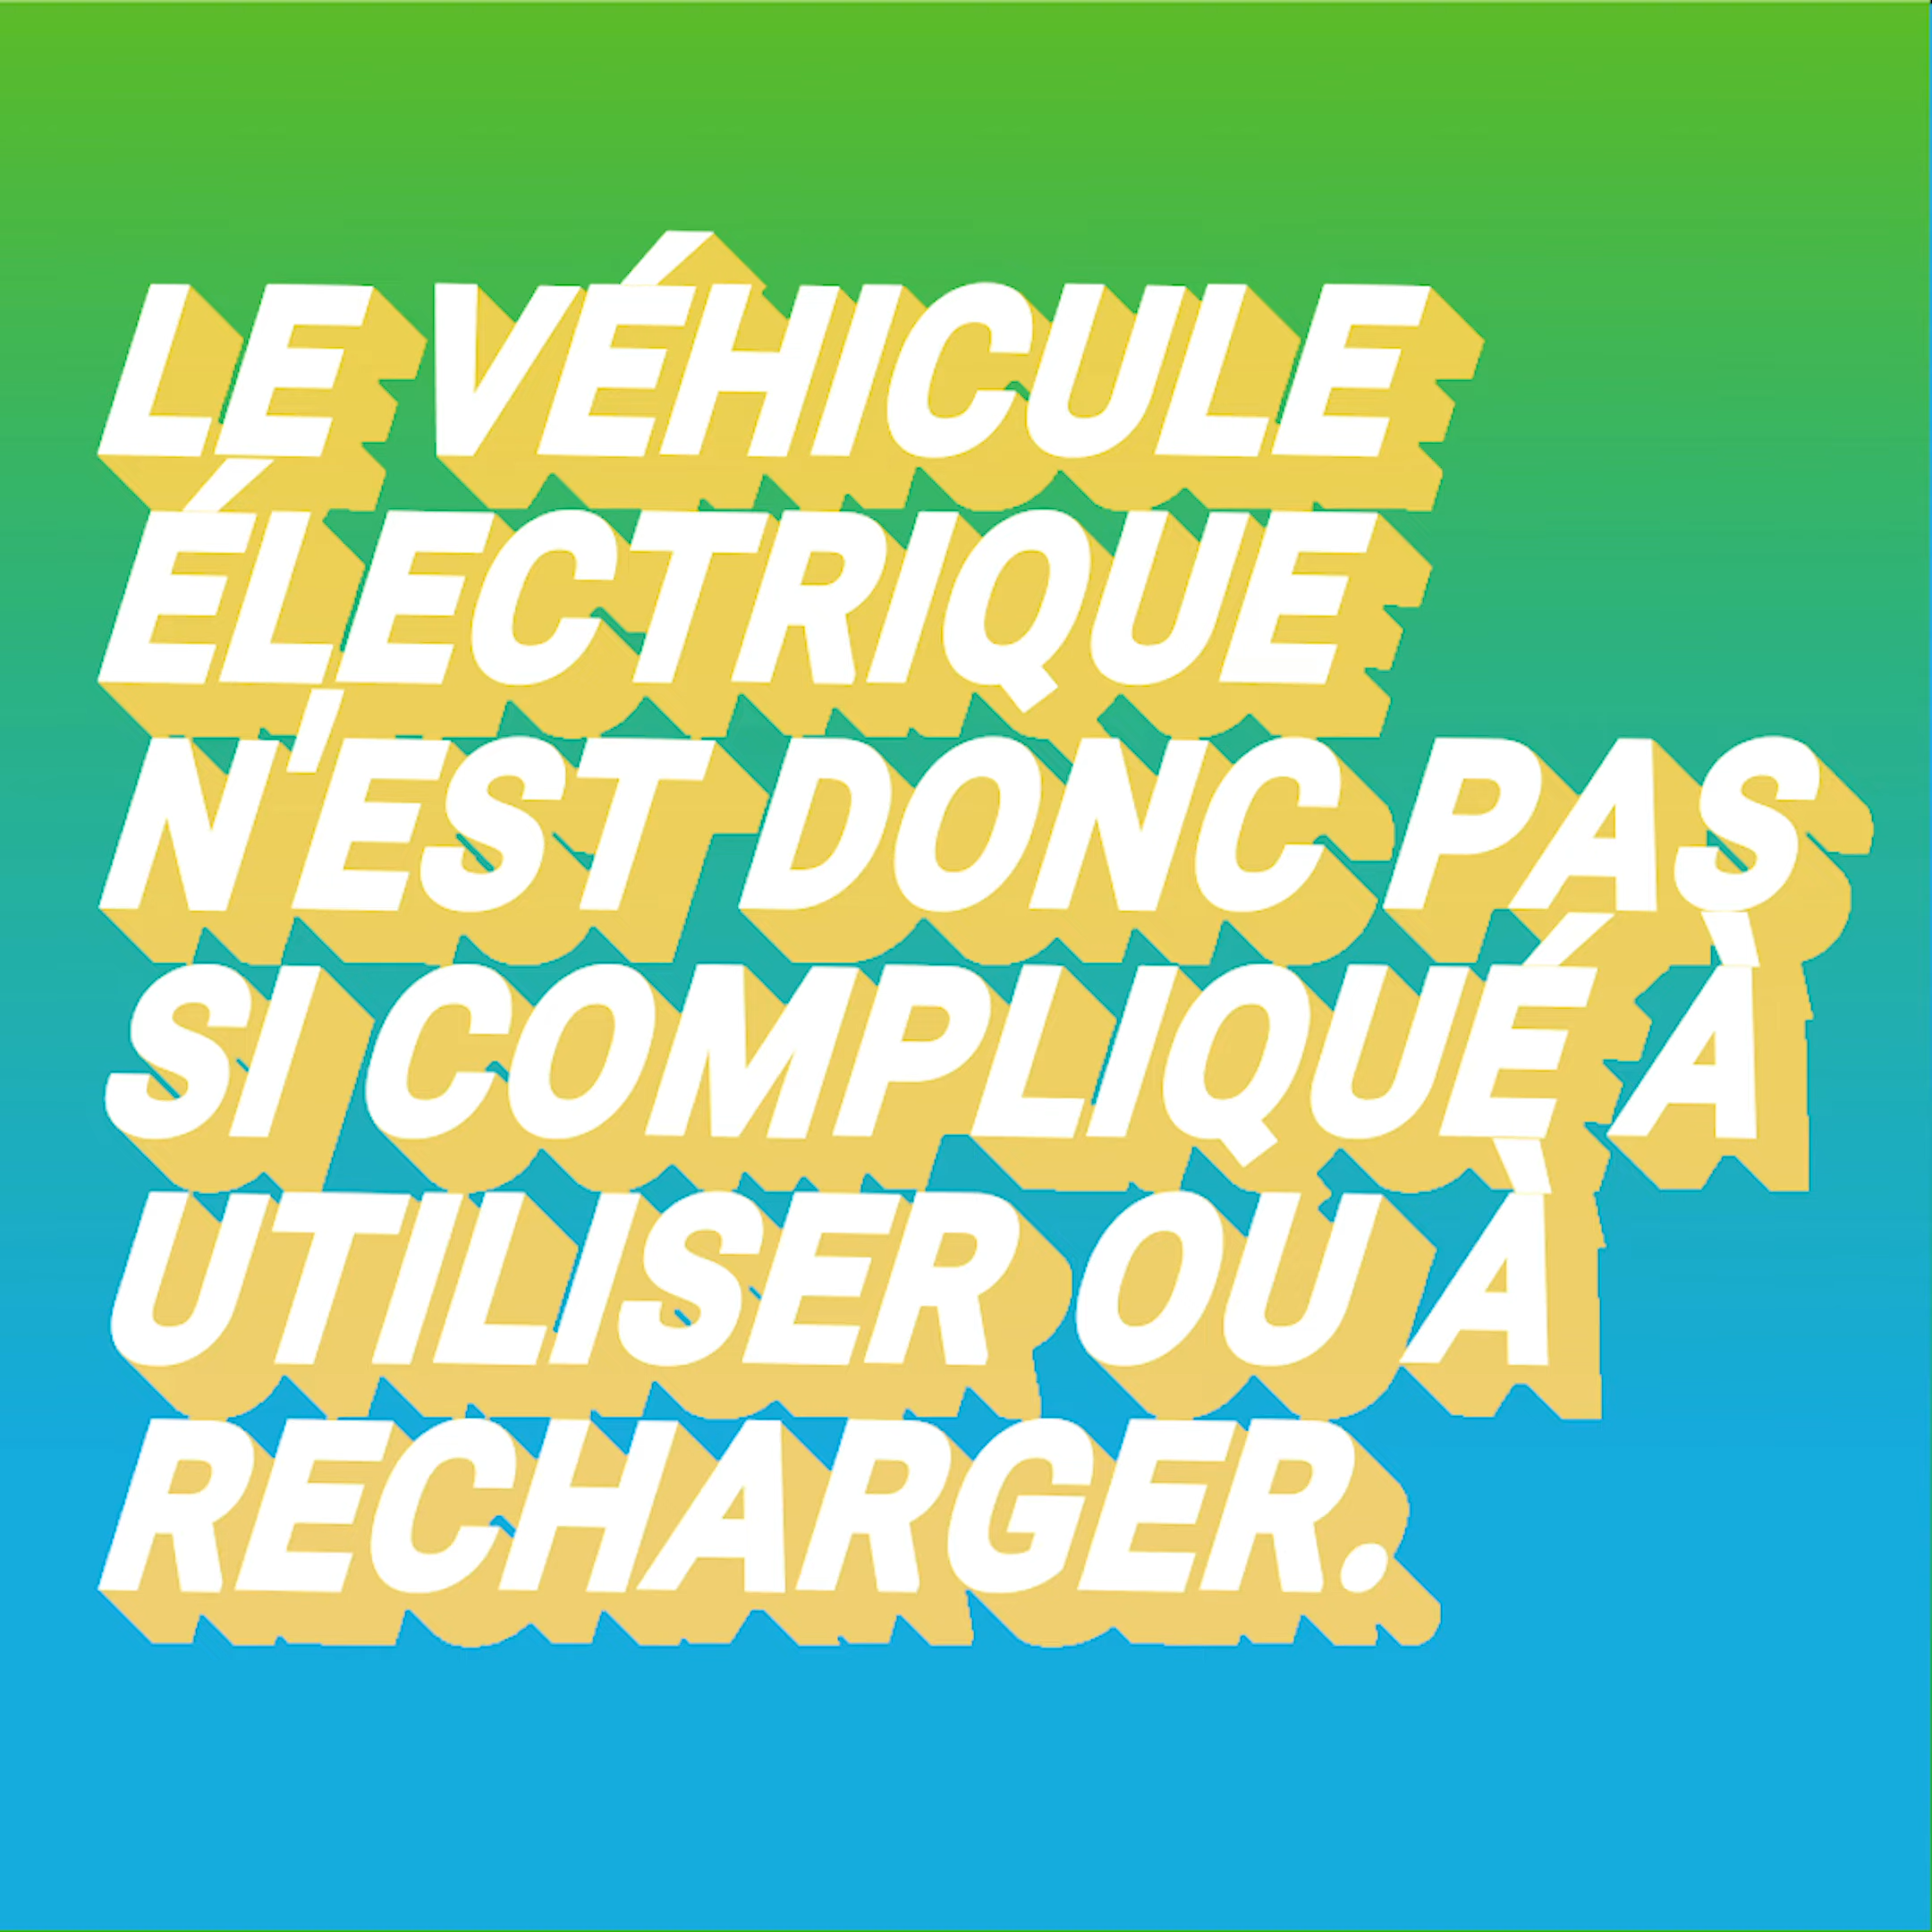 LE VÉHICULE
ÉLECTRIQUE
N'EST DONC PAS
SI COMPLIQUÉ À
UTILISER OU À
RECHARGER.